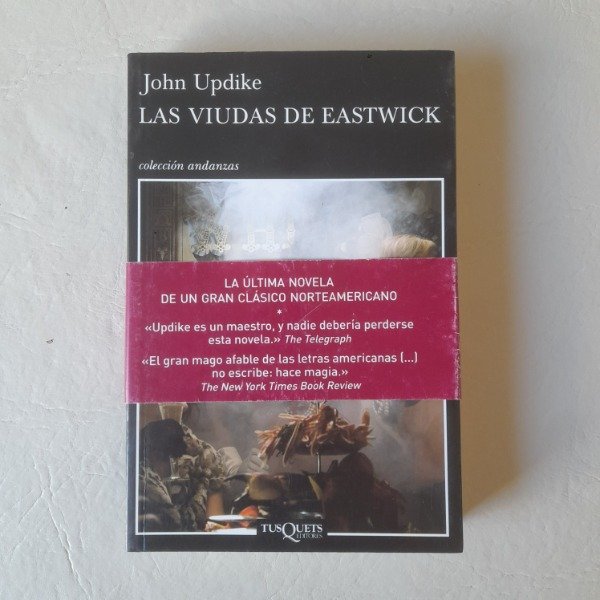 John Updike
LAS VIUDAS DE EASTWICK
colección andanzas
LA ÚLTIMA NOVELA
DE UN GRAN CLÁSICO NORTEAMERICANO
*
«Updike es un maestro, y nadie debería perderse
esta novela.» The Telegraph
«El gran mago afable de las letras americanas (...)
no escribe: hace magia.»
The New York Times Book Review
TUSQUETS
EDITORES